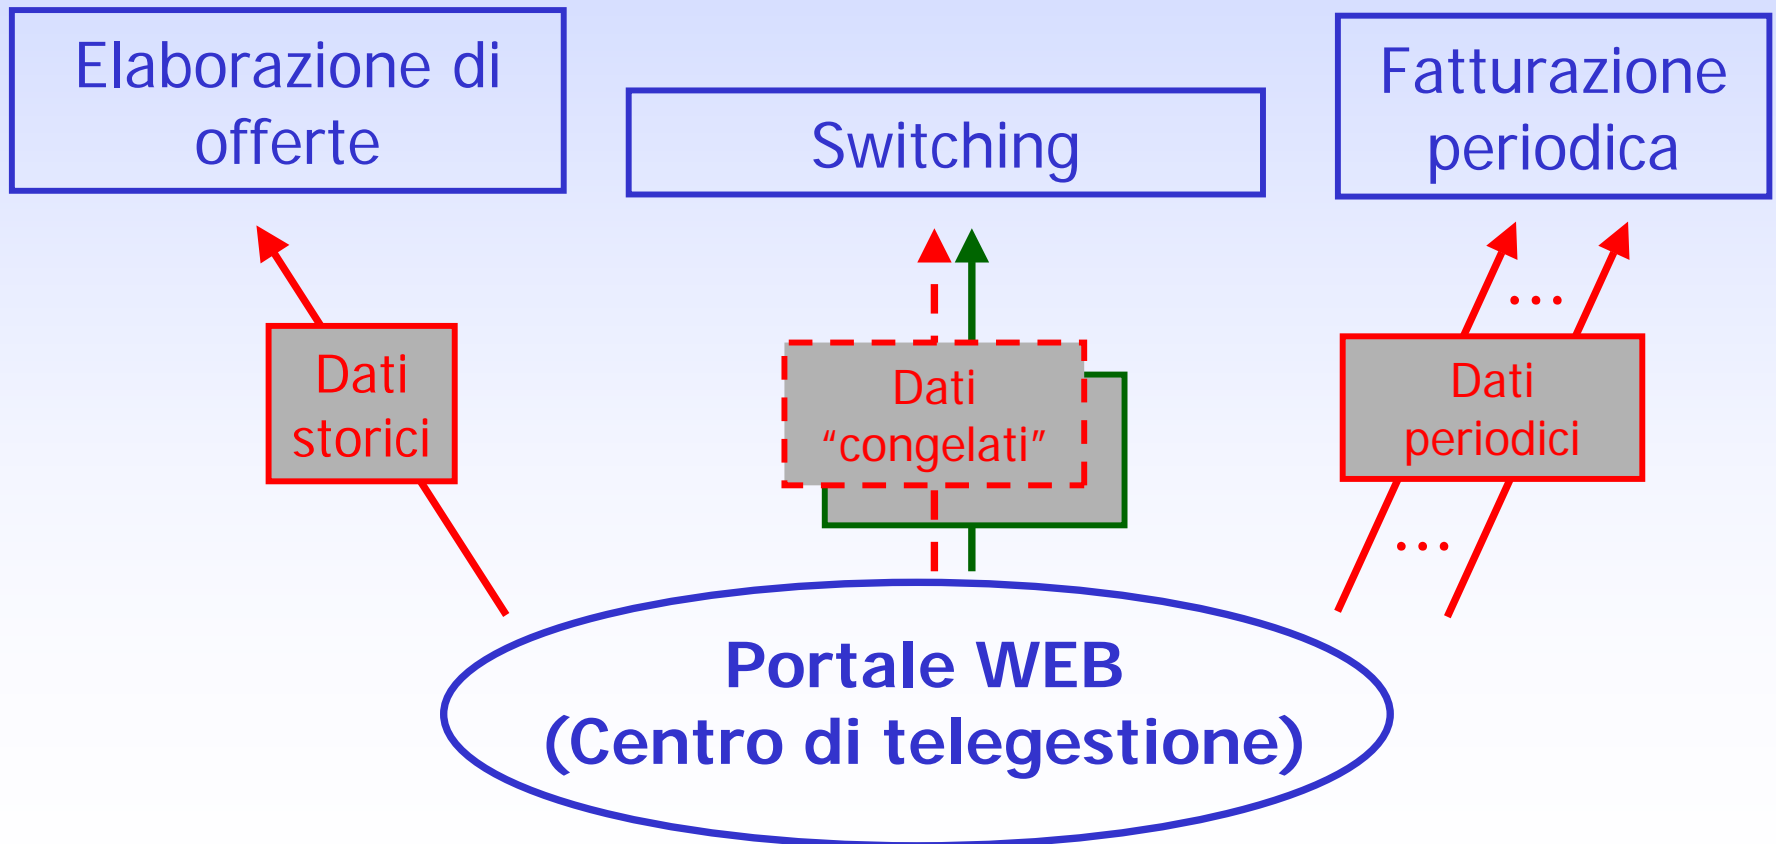 Elaborazione di
offerte
Switching
Fatturazione
periodica
...
Dati
storici
Dati
“congelati”
Dati
periodici
...
Portale WEB
(Centro di telegestione)